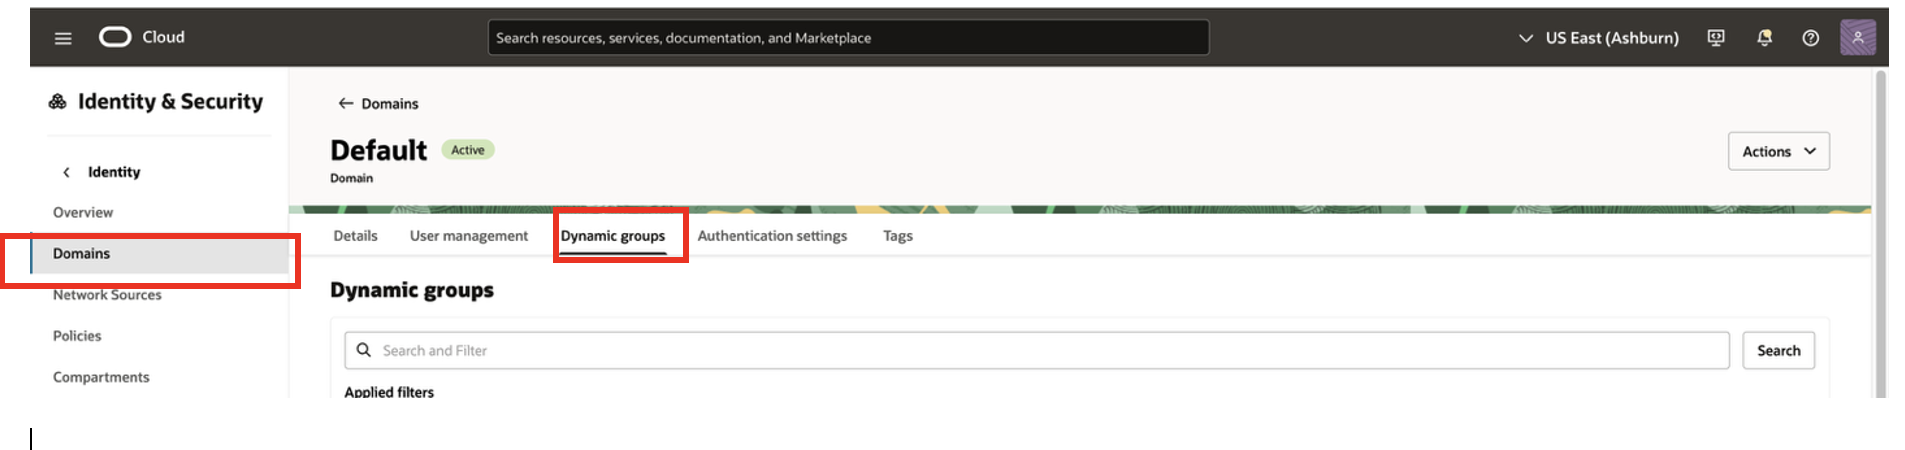 Cloud
Search resources, services, documentation, and Marketplace
US East (Ashburn)
Identity & Security
Identity
Overview
Domains
Network Sources
Policies
Compartments
Domains
Default Active
Domain
Actions
Details User management Dynamic groups Authentication settings Tags
Dynamic groups
Search and Filter
Search
Applied filters